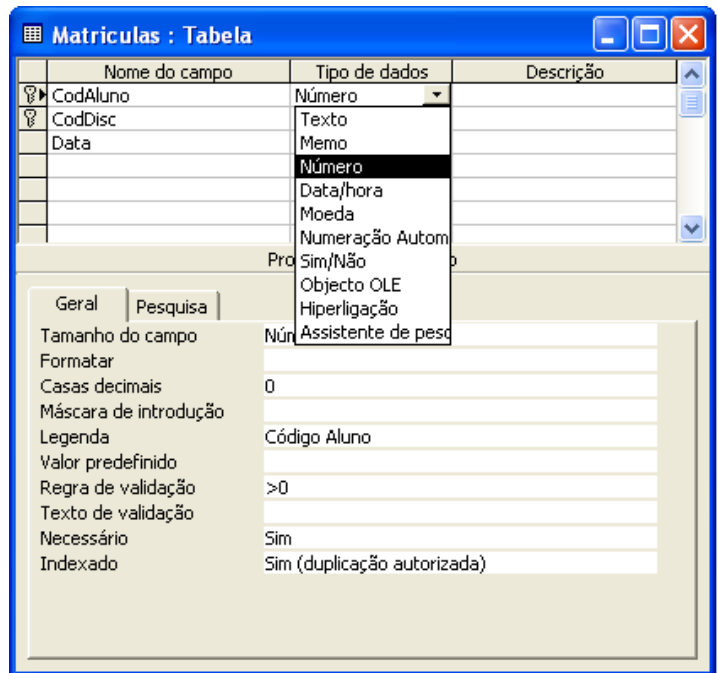 Matriculas : Tabela
Nome do campo Tipo de dados Descrição
CodAluno Número
CodDisc Texto
Data Memo
Número
Data/hora
Moeda
Numeração Autom
Sim/Não
Objecto OLE
Hiperligação
Assistente de pesq
Geral Pesquisa
Tamanho do campo
Formatar
Casas decimais 0
Máscara de introdução
Legenda Código Aluno
Valor predefinido
Regra de validação >0
Texto de validação
Necessário Sim
Indexado Sim (duplicação autorizada)